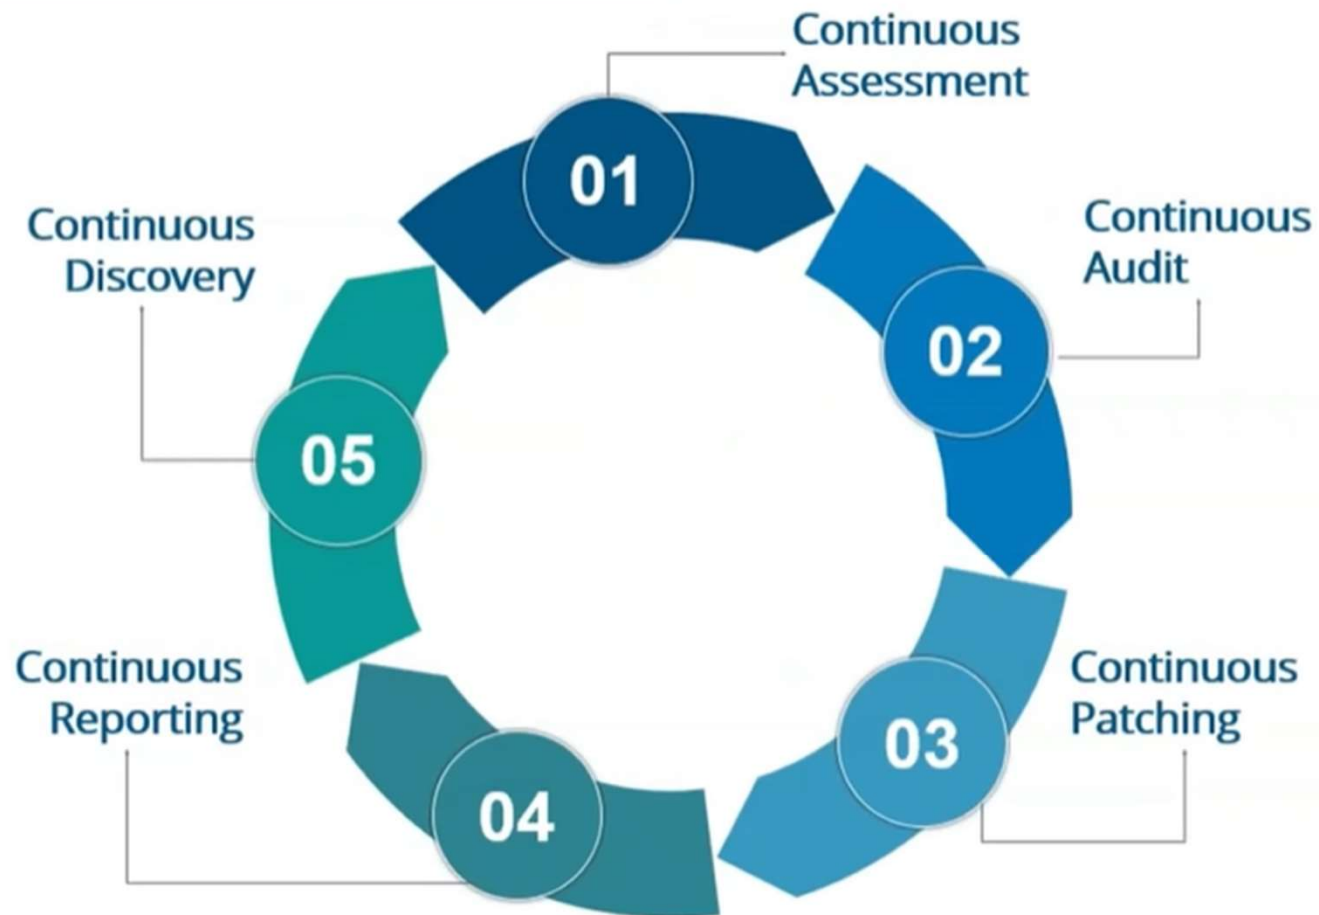 Continuous
Assessment
01
Continuous
Audit
02
Continuous
Patching
03
Continuous
Reporting
04
Continuous
Discovery
05